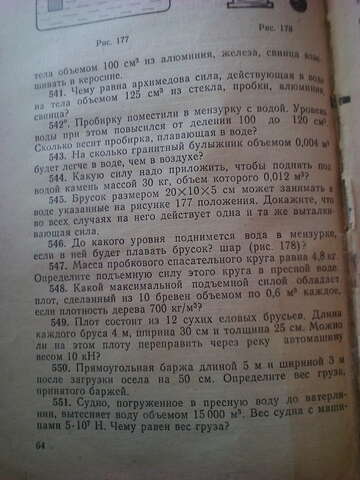 Рис. 177
Рис. 178
тела объемом 100 см³ из алюминия, железа, свинца
шивать в керосине.
541. Чему равна архимедова сила, действующая в воде
на тела объемом 125 см³ из стекла, пробки, алюминия,
свинца?
542°. Пробирку поместили в мензурку с водой. Уровень
воды при этом повысился от деления 100 до 120 см³.
Сколько весит пробирка, плавающая в воде?
543. На сколько гранитный булыжник объемом 0,004 м³
будет легче в воде, чем в воздухе?
544. Какую силу надо приложить, чтобы поднять под
водой камень массой 30 кг, объем которого 0,012 м³?
545. Брусок размером 20×10×5 см может занимать в
воде указанные на рисунке 177 положения. Докажите, что
во всех случаях на него действует одна и та же выталки-
вающая сила.
546. До какого уровня поднимется вода в мензурке,
если в ней будет плавать брусок? шар (рис. 178)?
547. Масса пробкового спасательного круга равна 4,8 кг.
Определите подъемную силу этого круга в пресной воде.
548. Какой максимальной подъемной силой обладает
плот, сделанный из 10 бревен объемом по 0,6 м³ каждое,
если плотность дерева 700 кг/м³?
549. Плот состоит из 12 сухих еловых брусьев. Длина
каждого бруса 4 м, ширина 30 см и толщина 25 см. Можно
ли на этом плоту переправить через реку автомашину
весом 10 кН?
550. Прямоугольная баржа длиной 5 м и шириной 3 м
после загрузки осела на 50 см. Определите вес груза,
принятого баржей.
551. Судно, погруженное в пресную воду до ватерли-
нии, вытесняет воду объемом 15 000 м³. Вес судна с маши-
нами 5·10⁷ Н. Чему равен вес груза?
64